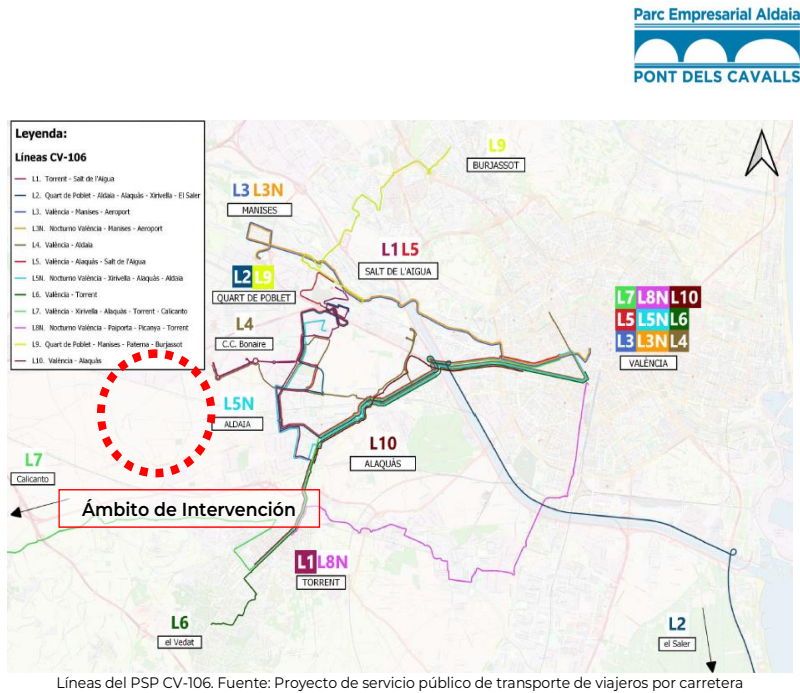 Parc Empresarial Aldaia
PONT DELS CAVALLS
Leyenda:
Líneas CV-106
L1. Torrent - Salt de l'Aigua
L2. Quart de Poblet - Aldaia - Alaquàs - Xirivella - El Saler
L3. València - Manises - Aeroport
L3N. Nocturno València - Manises - Aeroport
L4. València - Aldaia
L5. València - Alaquàs - Salt de l'Aigua
L5N. Nocturno València - Xirivella - Alaquàs - Aldaia
L6. València - Torrent
L7. València - Xirivella - Alaquàs - Torrent - Calicanto
L8N. Nocturno València - Paiporta - Picanya - Torrent
L9. Quart de Poblet - Manises - Paterna - Burjassot
L10. València - Alaquàs
L9
BURJASSOT
L3 L3N
MANISES
L1 L5
SALT DE L'AIGUA
L2 L9
QUART DE POBLET
L7 L8N L10
L5 L5N L6
L3 L3N L4
VALÈNCIA
L4
C.C. Bonaire
L5N
ALDAIA
L10
ALAQUÀS
L7
Calicanto
Ámbito de Intervención
L1 L8N
TORRENT
L6
el Vedat
L2
el Saler
Líneas del PSP CV-106. Fuente: Proyecto de servicio público de transporte de viajeros por carretera